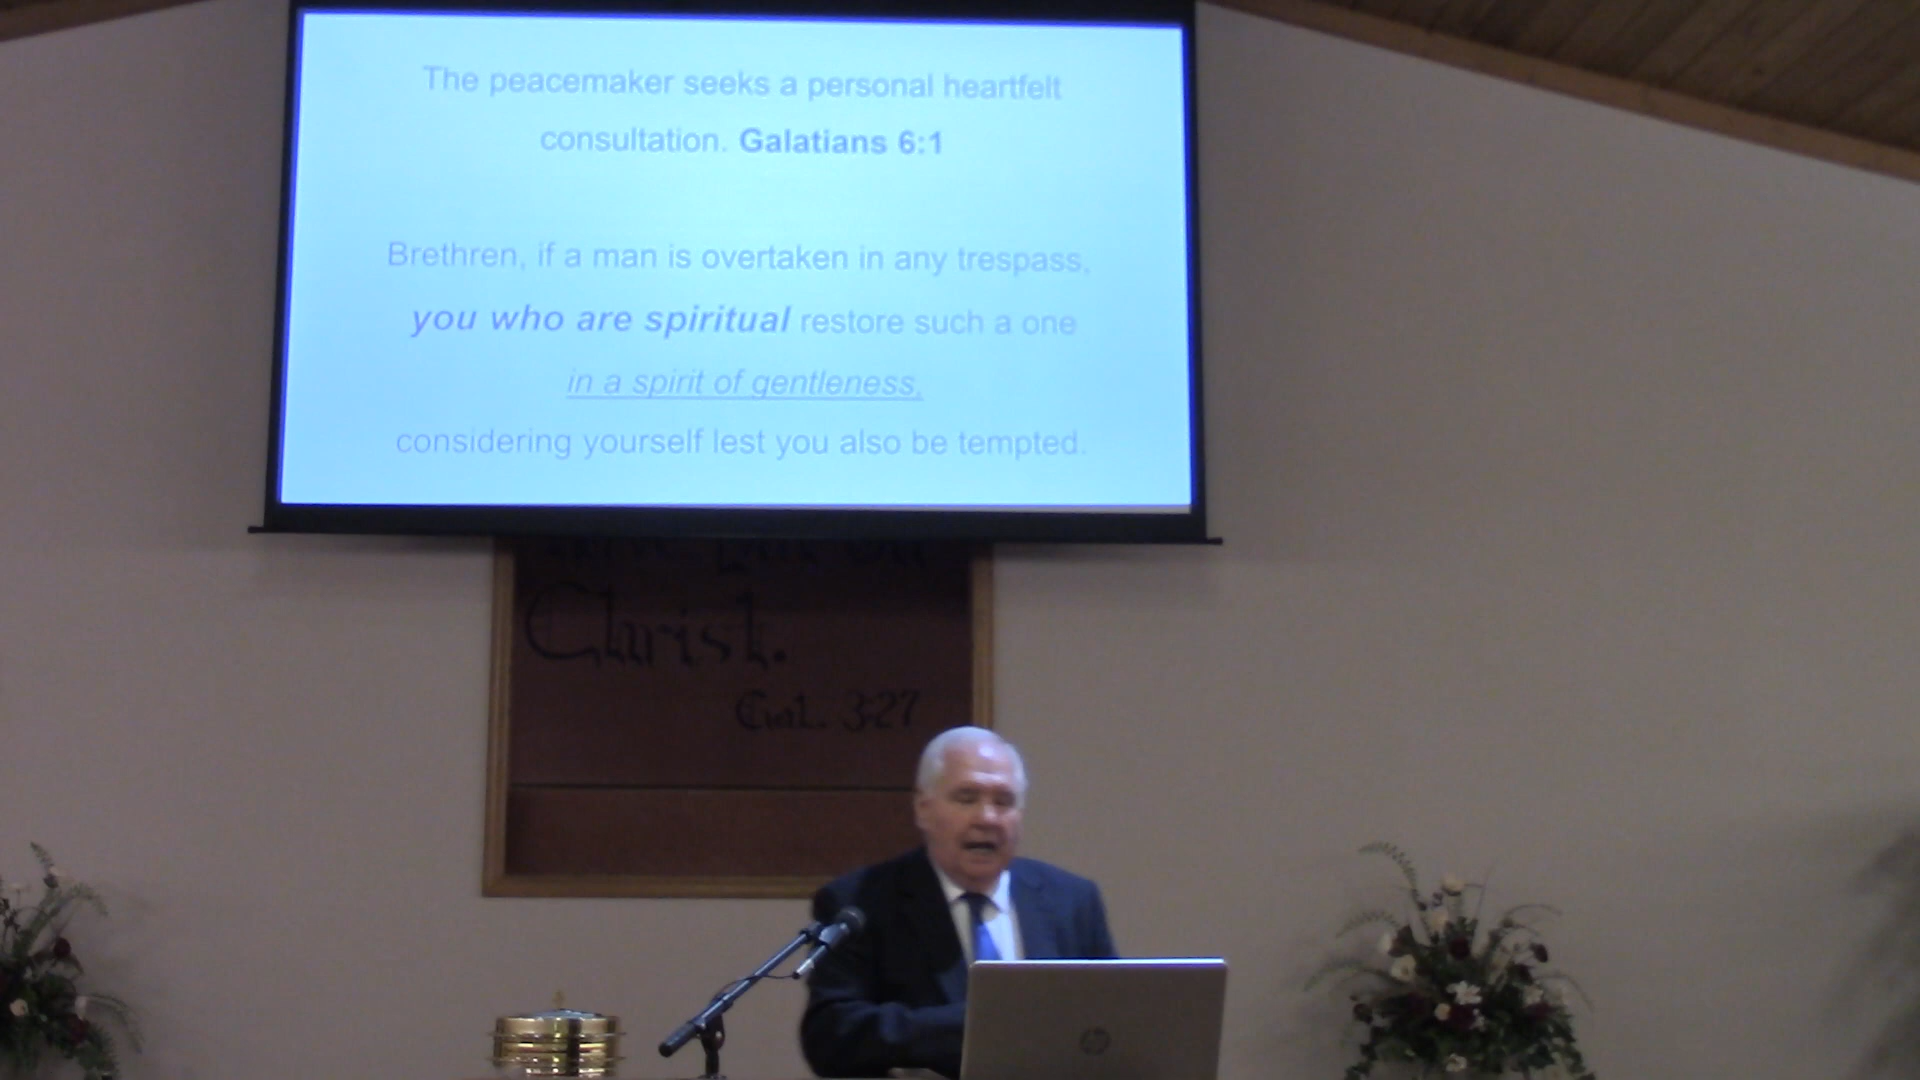 The peacemaker seeks a personal heartfelt
consultation. Galatians 6:1
Brethren, if a man is overtaken in any trespass,
you who are spiritual restore such a one
in a spirit of gentleness,
considering yourself lest you also be tempted.
Christ.
3:27
hp